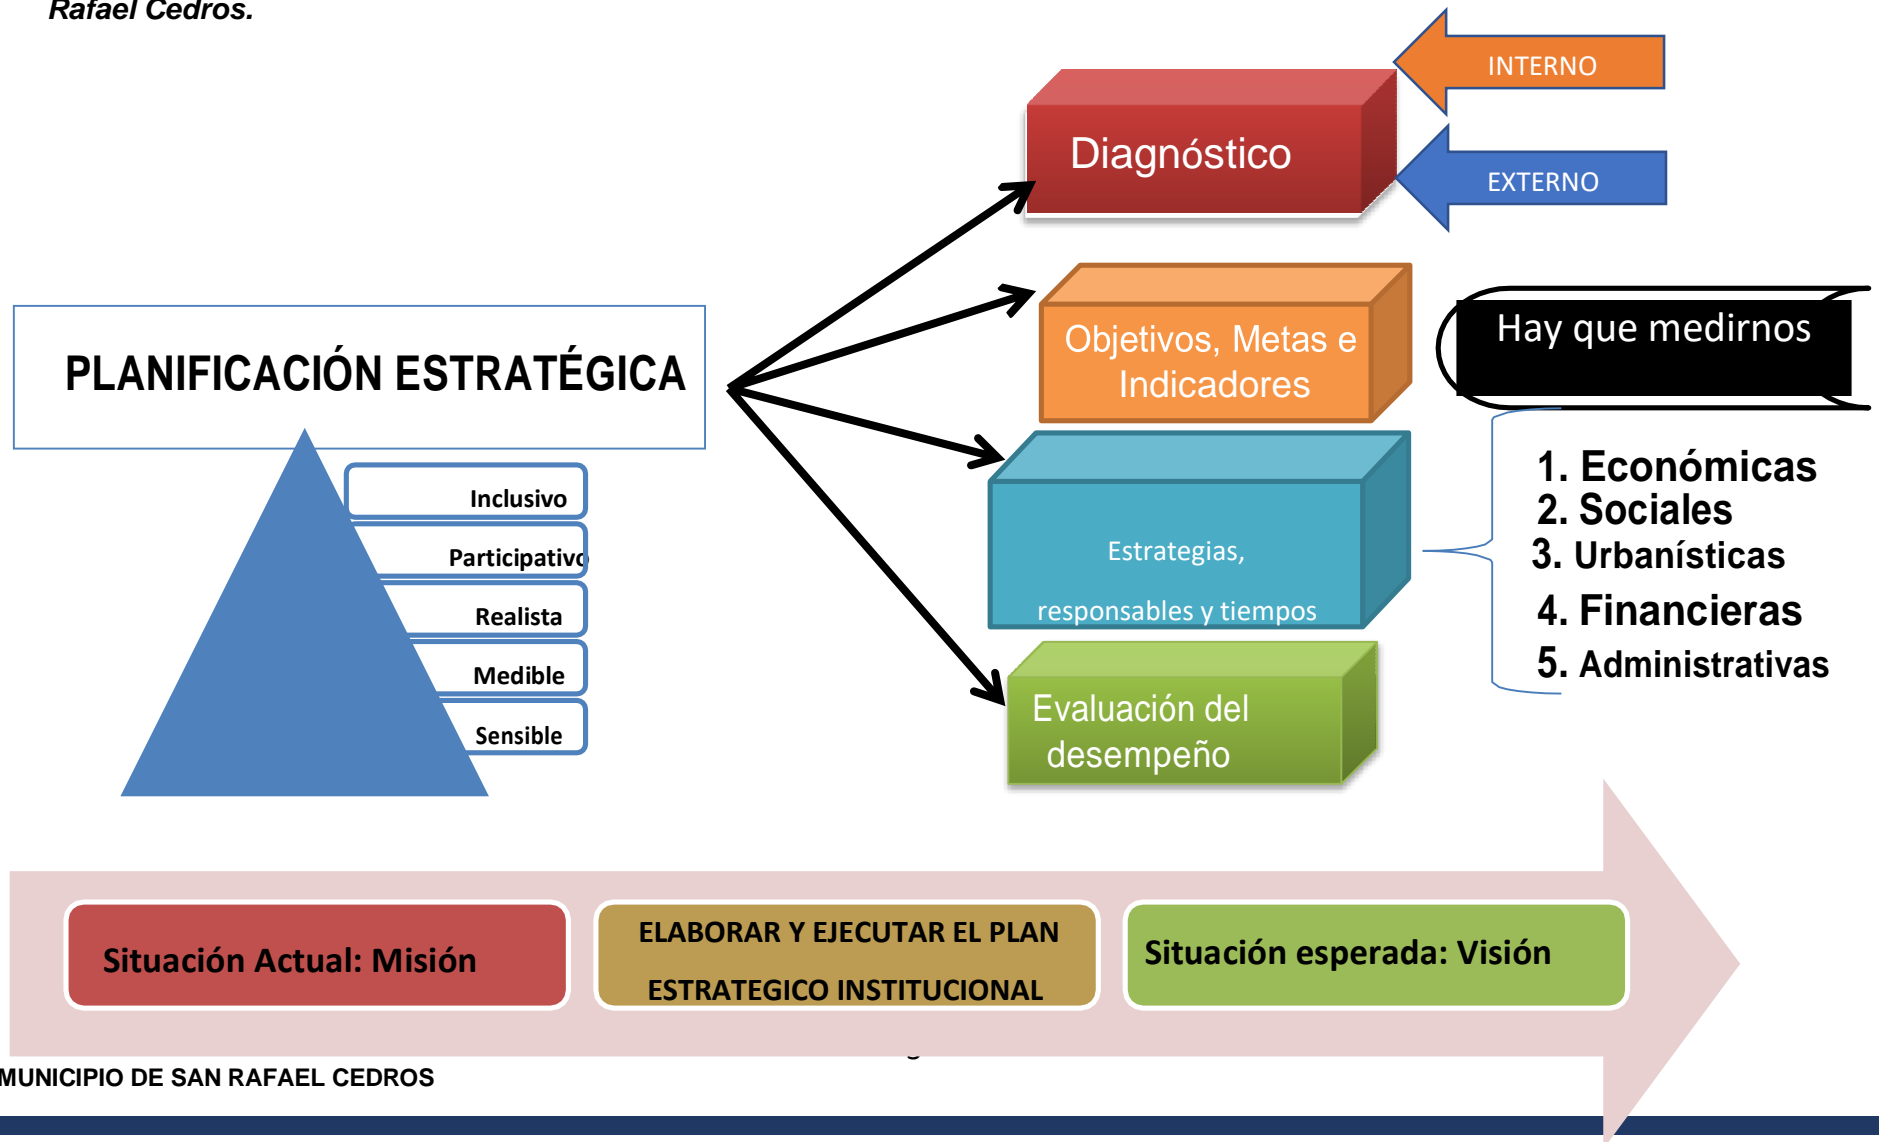 Rafael Cedros.
INTERNO
Diagnóstico
EXTERNO
PLANIFICACIÓN ESTRATÉGICA
Objetivos, Metas e
Indicadores
Hay que medirnos
Inclusivo
Participativo
Realista
Medible
Sensible
Estrategias,
responsables y tiempos
1. Económicas
2. Sociales
3. Urbanísticas
4. Financieras
5. Administrativas
Evaluación del
desempeño
Situación Actual: Misión
ELABORAR Y EJECUTAR EL PLAN
ESTRATEGICO INSTITUCIONAL
Situación esperada: Visión
MUNICIPIO DE SAN RAFAEL CEDROS